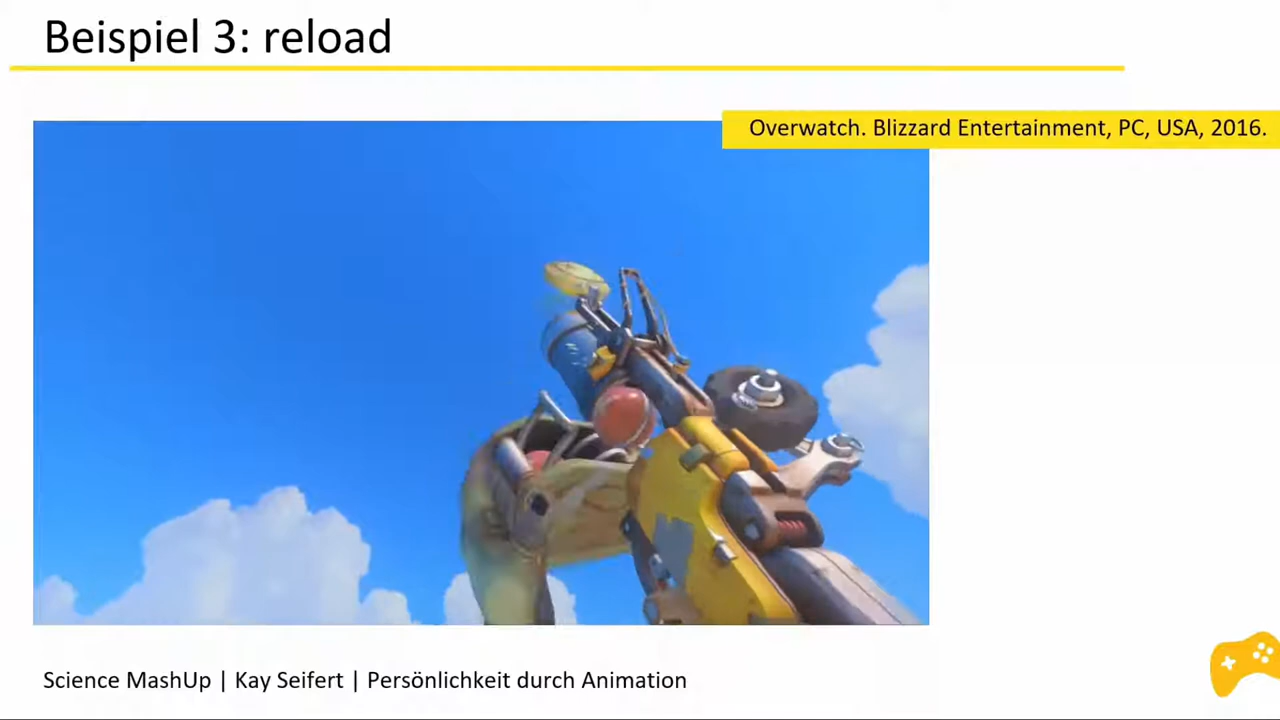 Beispiel 3: reload
Overwatch. Blizzard Entertainment, PC, USA, 2016.
Science MashUp | Kay Seifert | Persönlichkeit durch Animation